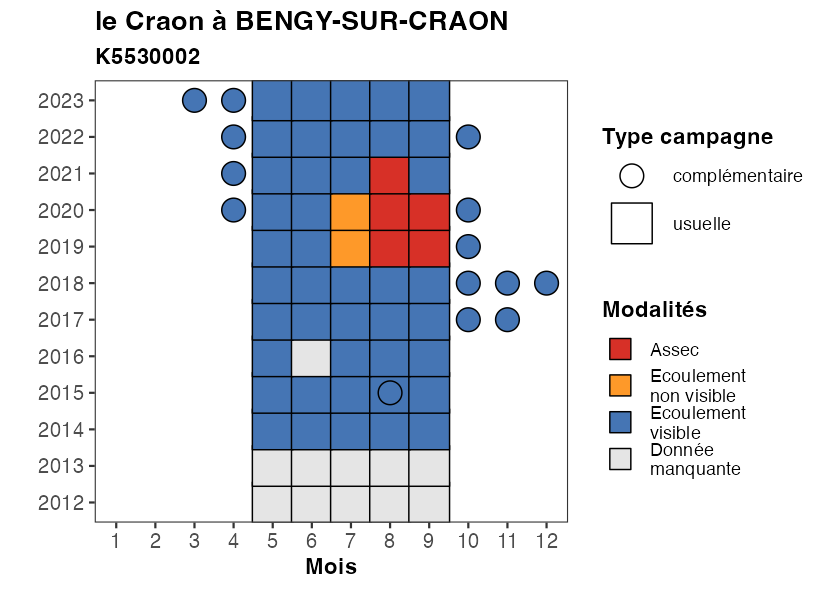 le Craon à BENGY-SUR-CRAON
K5530002
2023
2022
2021
2020
2019
2018
2017
2016
2015
2014
2013
2012
1 2 3 4 5 6 7 8 9 10 11 12
Mois
Type campagne
complémentaire
usuelle
Modalités
Assec
Ecoulement
non visible
Ecoulement
visible
Donnée
manquante